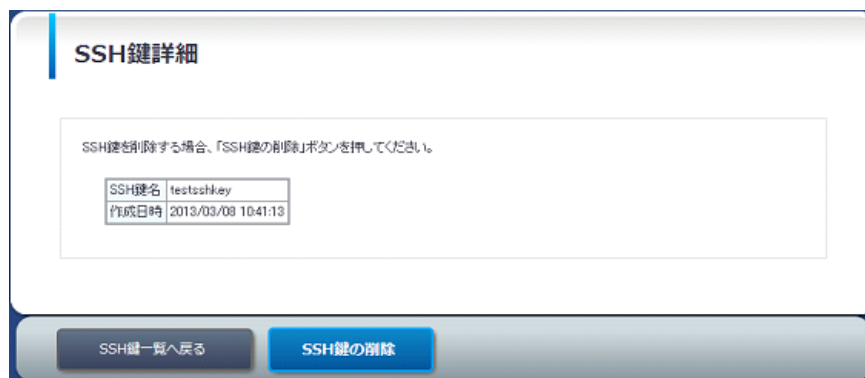 SSH鍵詳細
SSH鍵を削除する場合、「SSH鍵の削除」ボタンを押してください。
SSH鍵名 testsshkey
作成日時 2013/03/08 10:41:13
SSH鍵一覧へ戻る SSH鍵の削除